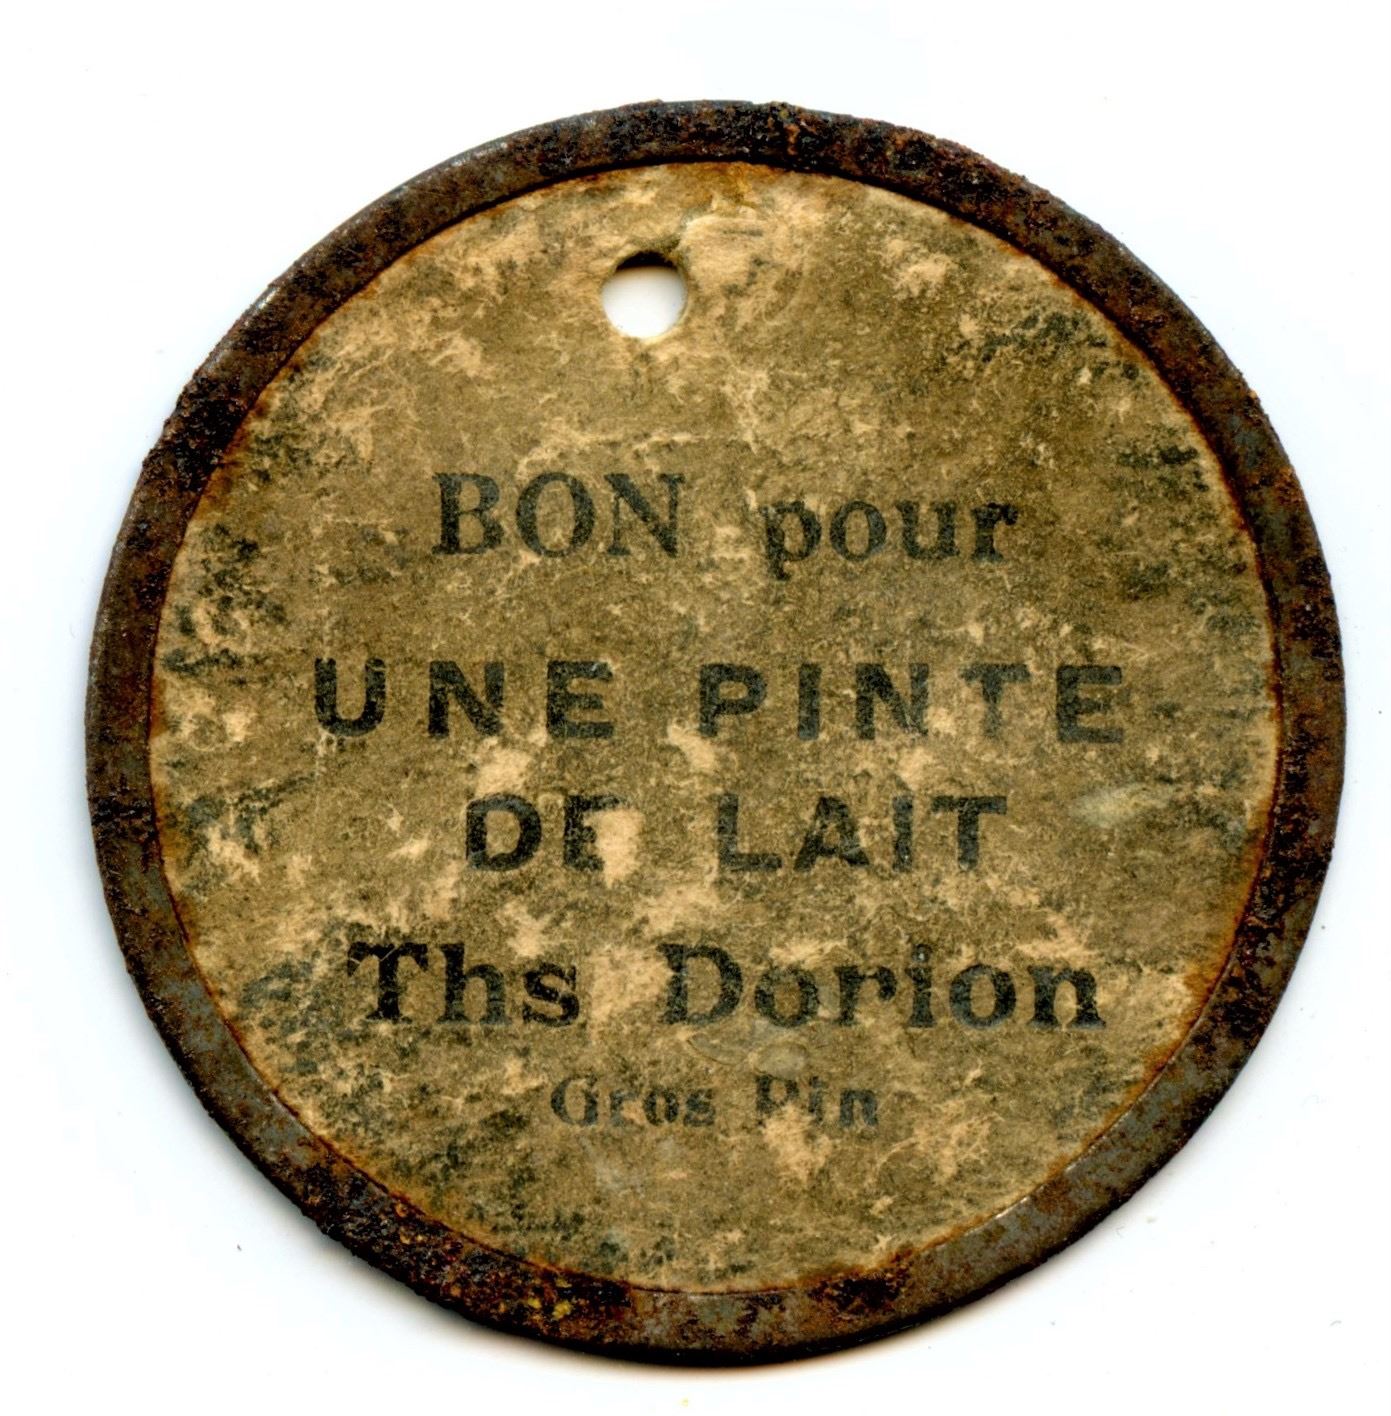 BON pour
UNE PINTE
DE LAIT
Ths Dorion
Gros Pin